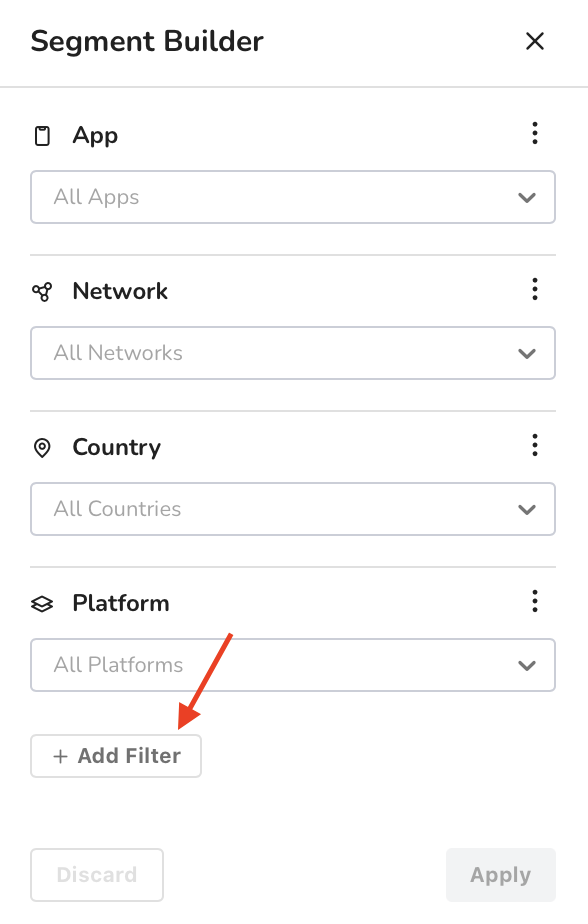 Segment Builder
App
All Apps
Network
All Networks
Country
All Countries
Platform
All Platforms
+ Add Filter
Discard
Apply